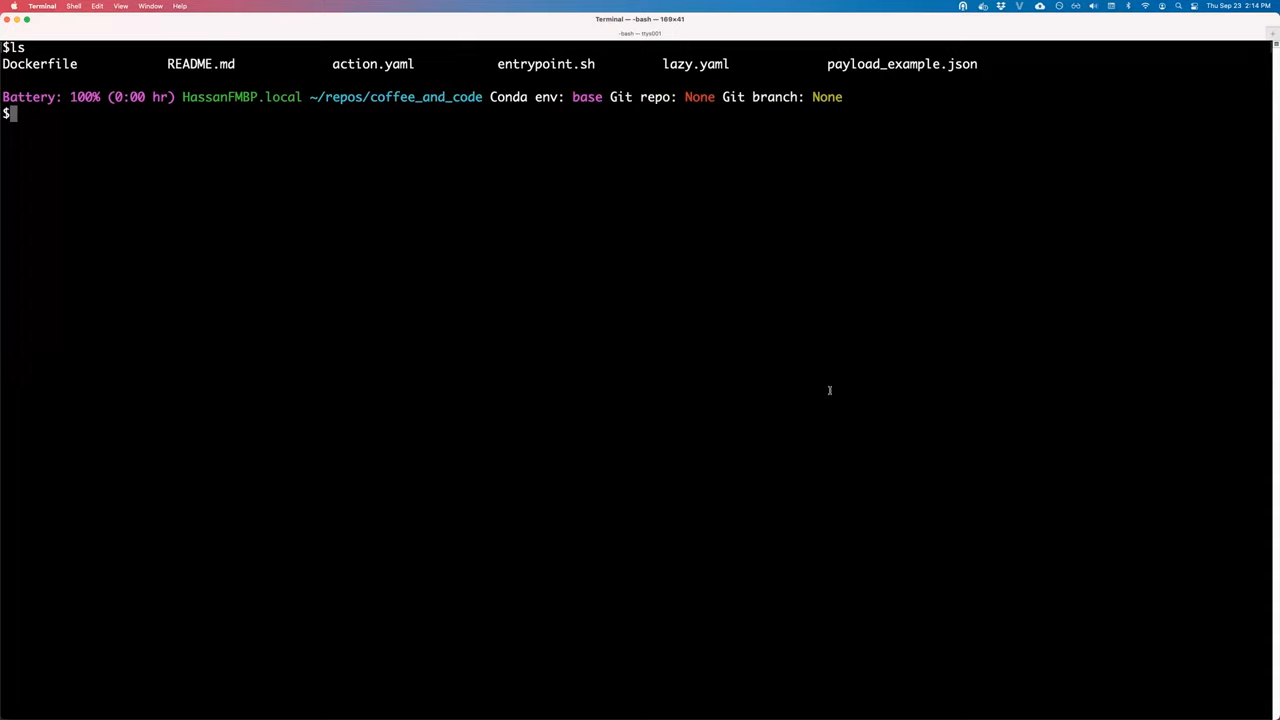 Terminal Shell Edit View Window Help Thu Sep 23 2:14 PM
Terminal — -bash — 169×41
-bash — ttys001
$ls
Dockerfile README.md action.yaml entrypoint.sh lazy.yaml payload_example.json
Battery: 100% (0:00 hr) HassanFMBP.local ~/repos/coffee_and_code Conda env: base Git repo: None Git branch: None
$